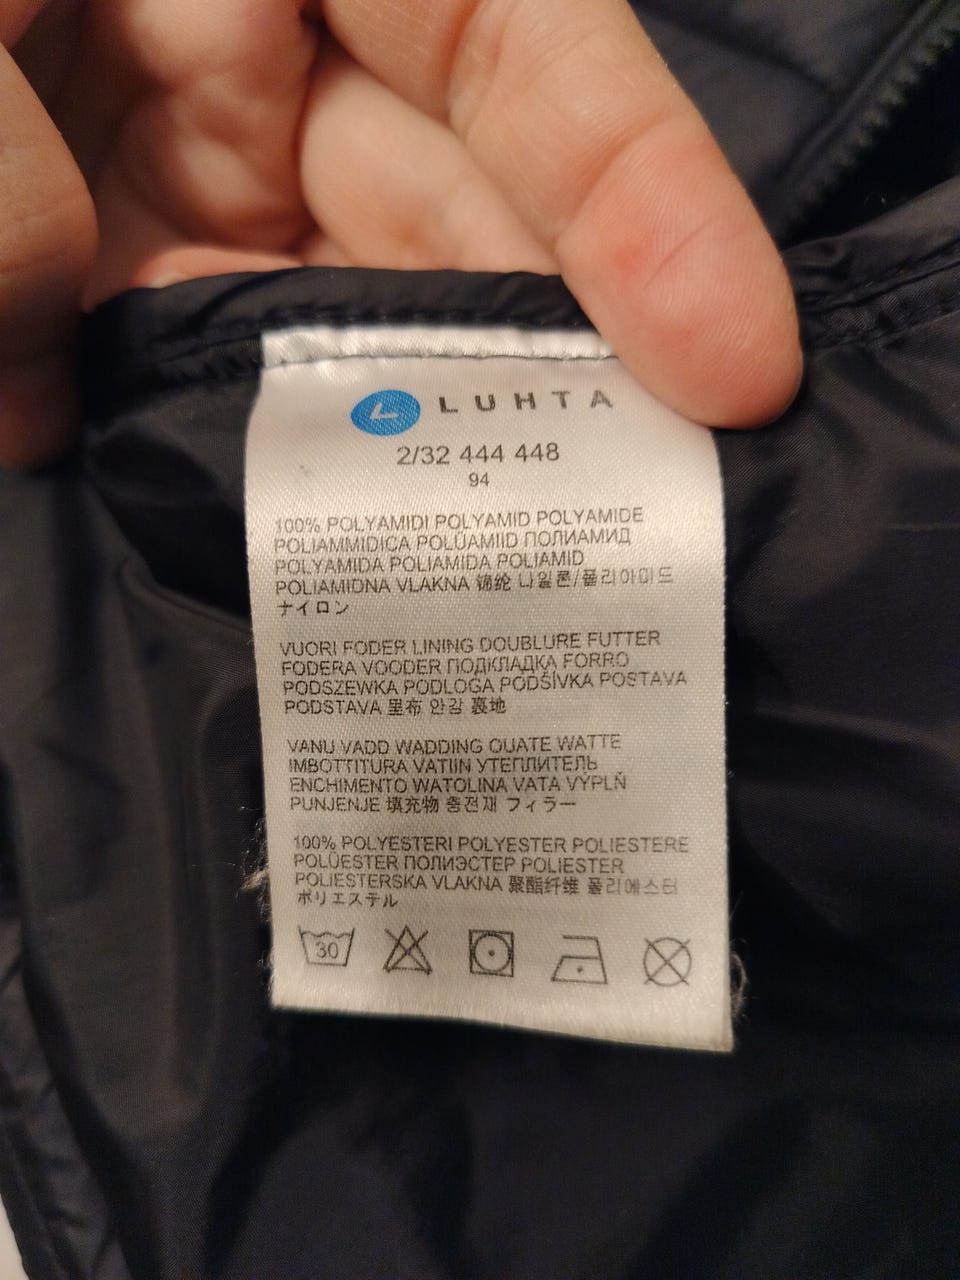 LUHTA
2/32 444 448
94
100% POLYAMIDI POLYAMID POLYAMIDE
POLIAMMIDICA POLÜAMIID ПОЛИАМИД
POLYAMIDA POLIAMIDA POLIAMID
POLIAMIDNA VLAKNA 锦纶 나일론/폴리아미드
ナイロン
VUORI FODER LINING DOUBLURE FUTTER
FODERA VOODER ПОДКЛАДКА FORRO
PODSZEWKA PODLOGA PODŠÍVKA POSTAVA
PODSTAVA 里布 안감 裏地
VANU VADD WADDING OUATE WATTE
IMBOTTITURA VATIIN УТЕПЛИТЕЛЬ
ENCHIMENTO WATOLINA VATA VÝPLŇ
PUNJENJE 填充物 충전재 フィラー
100% POLYESTERI POLYESTER POLIESTERE
POLÜESTER ПОЛИЭСТЕР POLIESTER
POLIESTERSKA VLAKNA 聚酯纤维 폴리에스터
ポリエステル
30